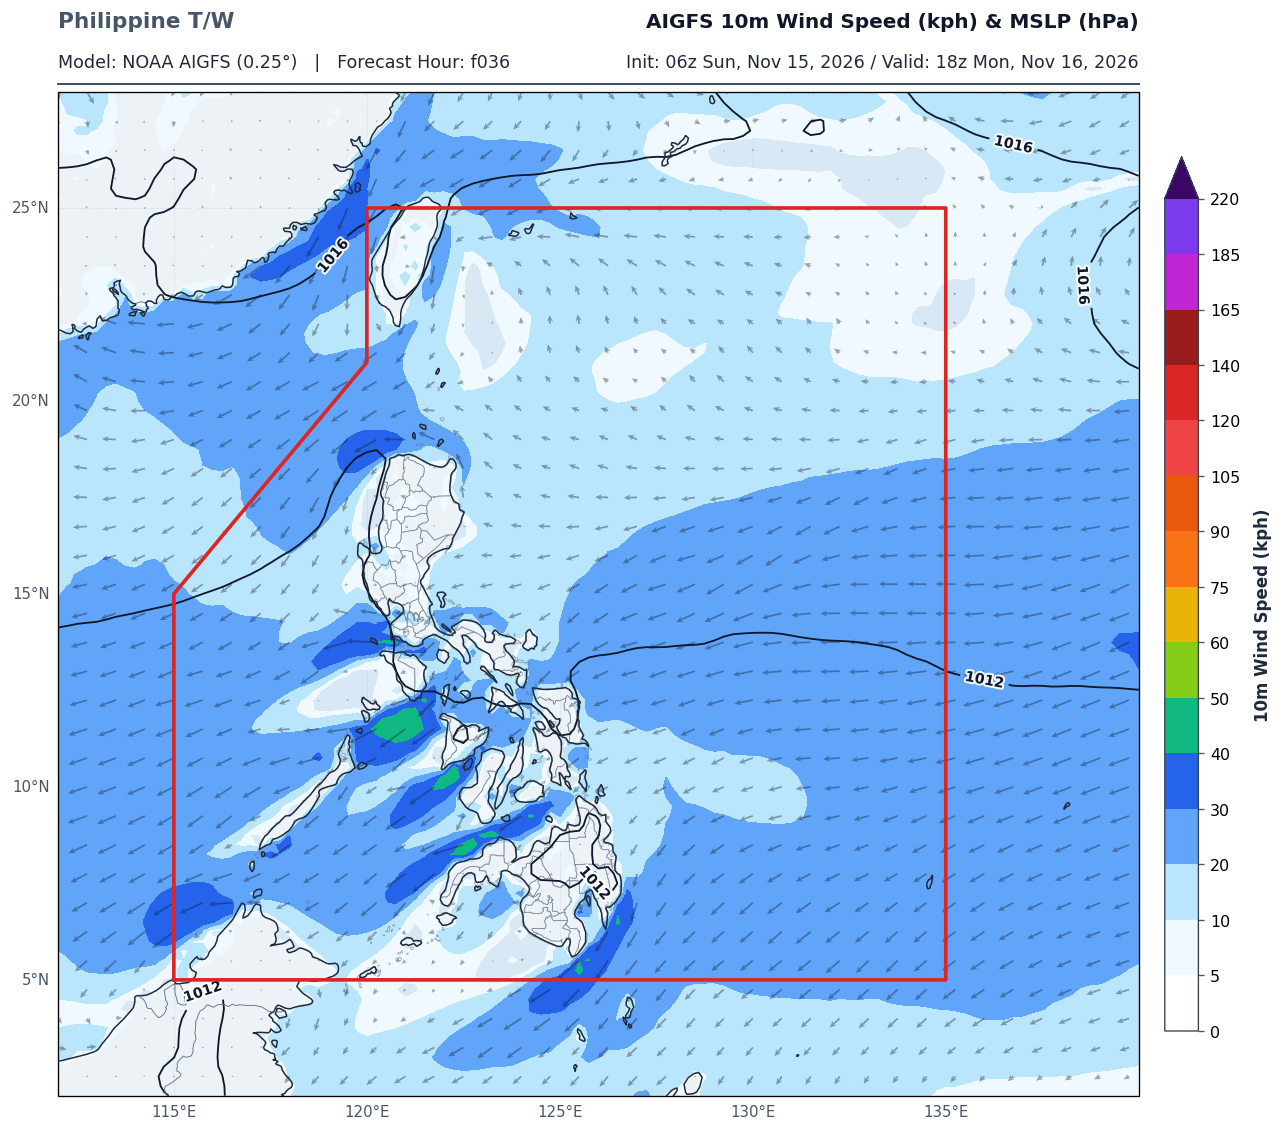 Philippine T/W
AIGFS 10m Wind Speed (kph) & MSLP (hPa)
Model: NOAA AIGFS (0.25°)   |   Forecast Hour: f036
Init: 06z Sun, Nov 15, 2026 / Valid: 18z Mon, Nov 16, 2026
1016
1016
1016
1012
1012
1012
25°N
20°N
15°N
10°N
5°N
115°E
120°E
125°E
130°E
135°E
220
185
165
140
120
105
90
75
60
50
40
30
20
10
5
0
10m Wind Speed (kph)